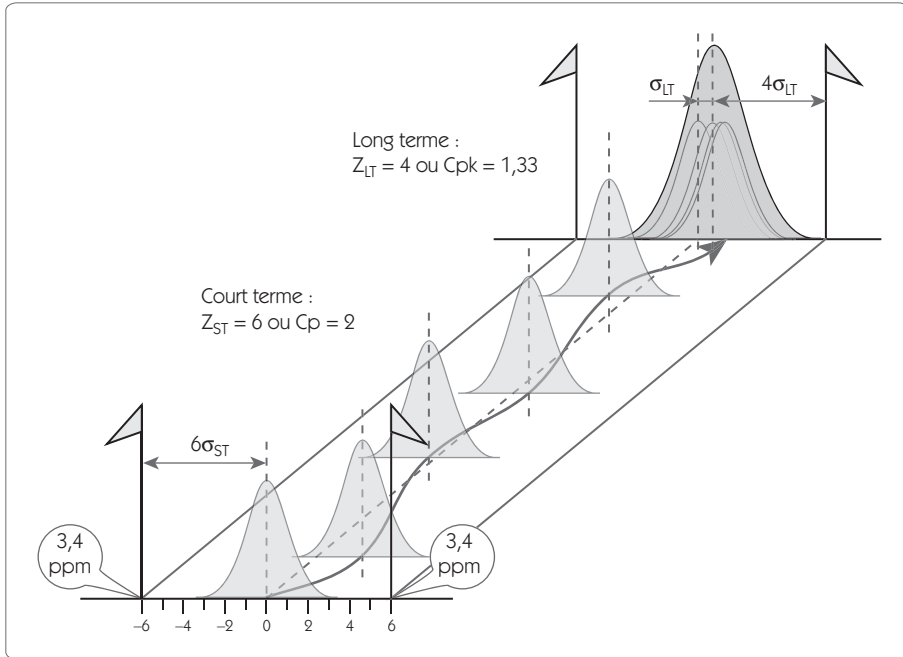 σLT
4σLT
Long terme :
ZLT = 4 ou Cpk = 1,33
Court terme :
ZST = 6 ou Cp = 2
6σST
3,4
ppm
3,4
ppm
–6 –4 –2 0 2 4 6